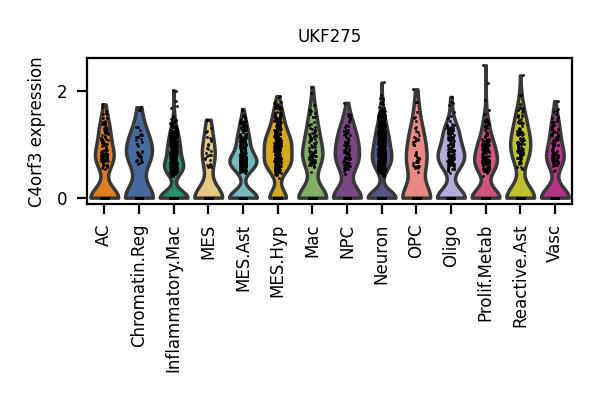 UKF275
C4orf3 expression
2
0
AC
Chromatin.Reg
Inflammatory.Mac
MES
MES.Ast
MES.Hyp
Mac
NPC
Neuron
OPC
Oligo
Prolif.Metab
Reactive.Ast
Vasc